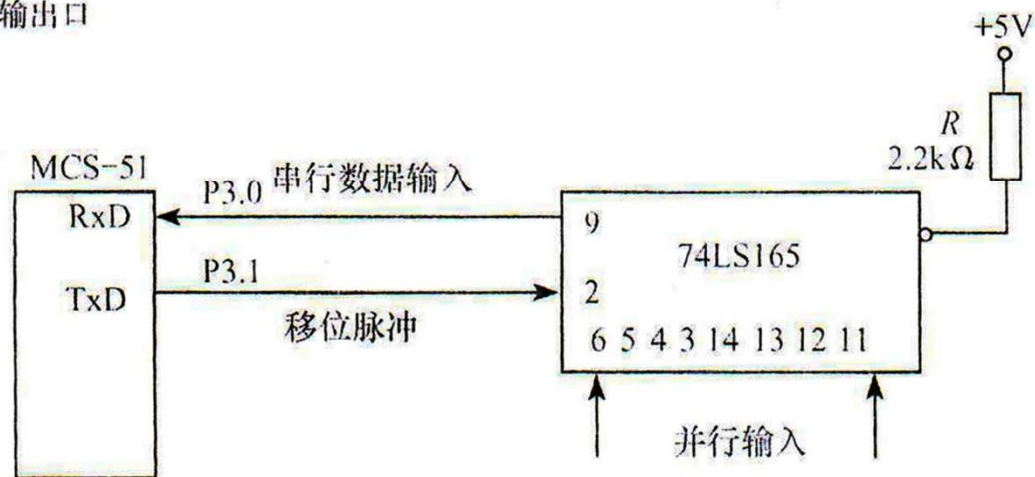 输出口
+5V
R
2.2kΩ
MCS-51
P3.0 串行数据输入
RxD
9
74LS165
P3.1
TxD
2
移位脉冲
6 5 4 3 14 13 12 11
并行输入